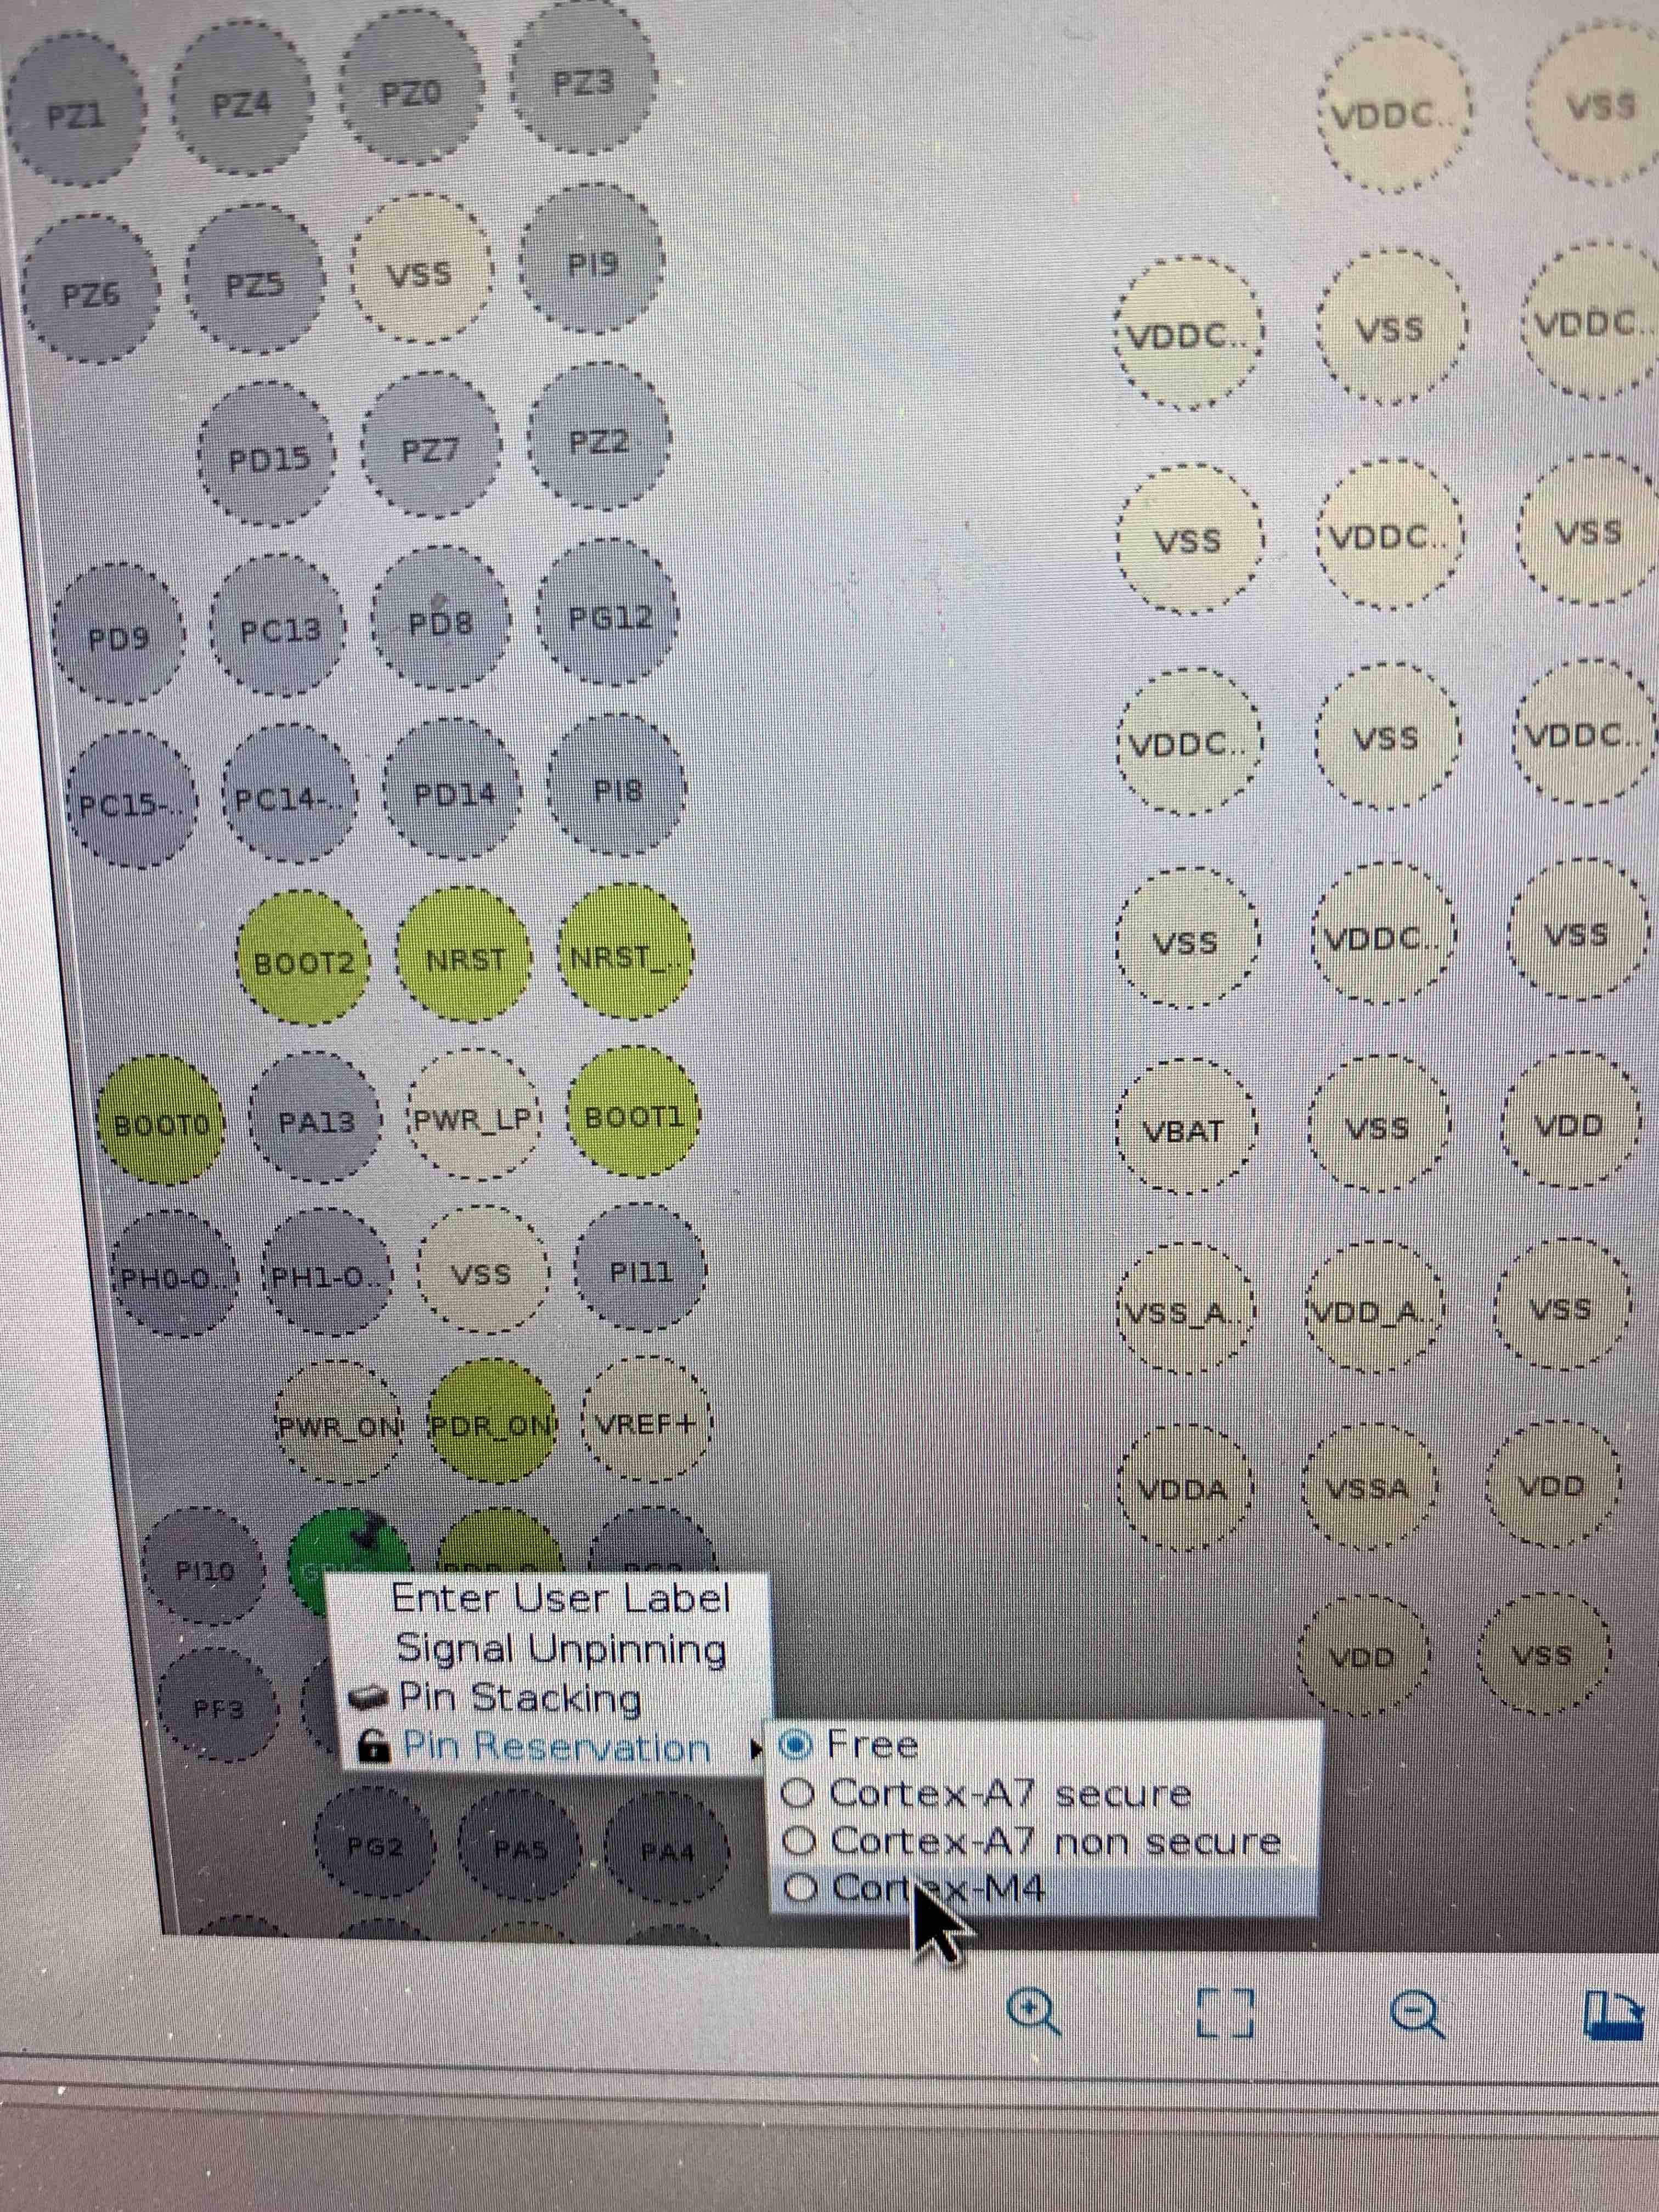 PZ1 PZ4 PZ0 PZ3 VDDC.. VSS
PZ6 PZ5 VSS PI9 VDDC.. VSS VDDC..
PD15 PZ7 PZ2 VSS VDDC.. VSS
PD9 PC13 PD8 PG12 VDDC.. VSS VDDC..
PC15-.. PC14-.. PD14 PI8 VSS VDDC.. VSS
BOOT2 NRST NRST_..
BOOT0 PA13 PWR_LP BOOT1 VBAT VSS VDD
PH0-O.. PH1-O.. VSS PI11 VSS_A.. VDD_A.. VSS
PWR_ON PDR_ON VREF+ VDDA VSSA VDD
PI10
Enter User Label
Signal Unpinning
VDD VSS
PF3
Pin Stacking
Pin Reservation
Free
Cortex-A7 secure
Cortex-A7 non secure
Cortex-M4
PG2 PA5 PA4